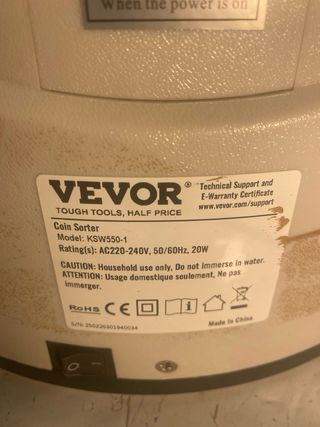 When the power is on
VEVOR®
TOUGH TOOLS, HALF PRICE
Technical Support and
E-Warranty Certificate
www.vevor.com/support
Coin Sorter
Model: KSW550-1
Rating(s): AC220-240V, 50/60Hz, 20W
CAUTION: Household use only, Do not immerse in water.
ATTENTION: Usage domestique seulement, Ne pas
immerger.
RoHS CE
S/N: 250226301940034
Made In China